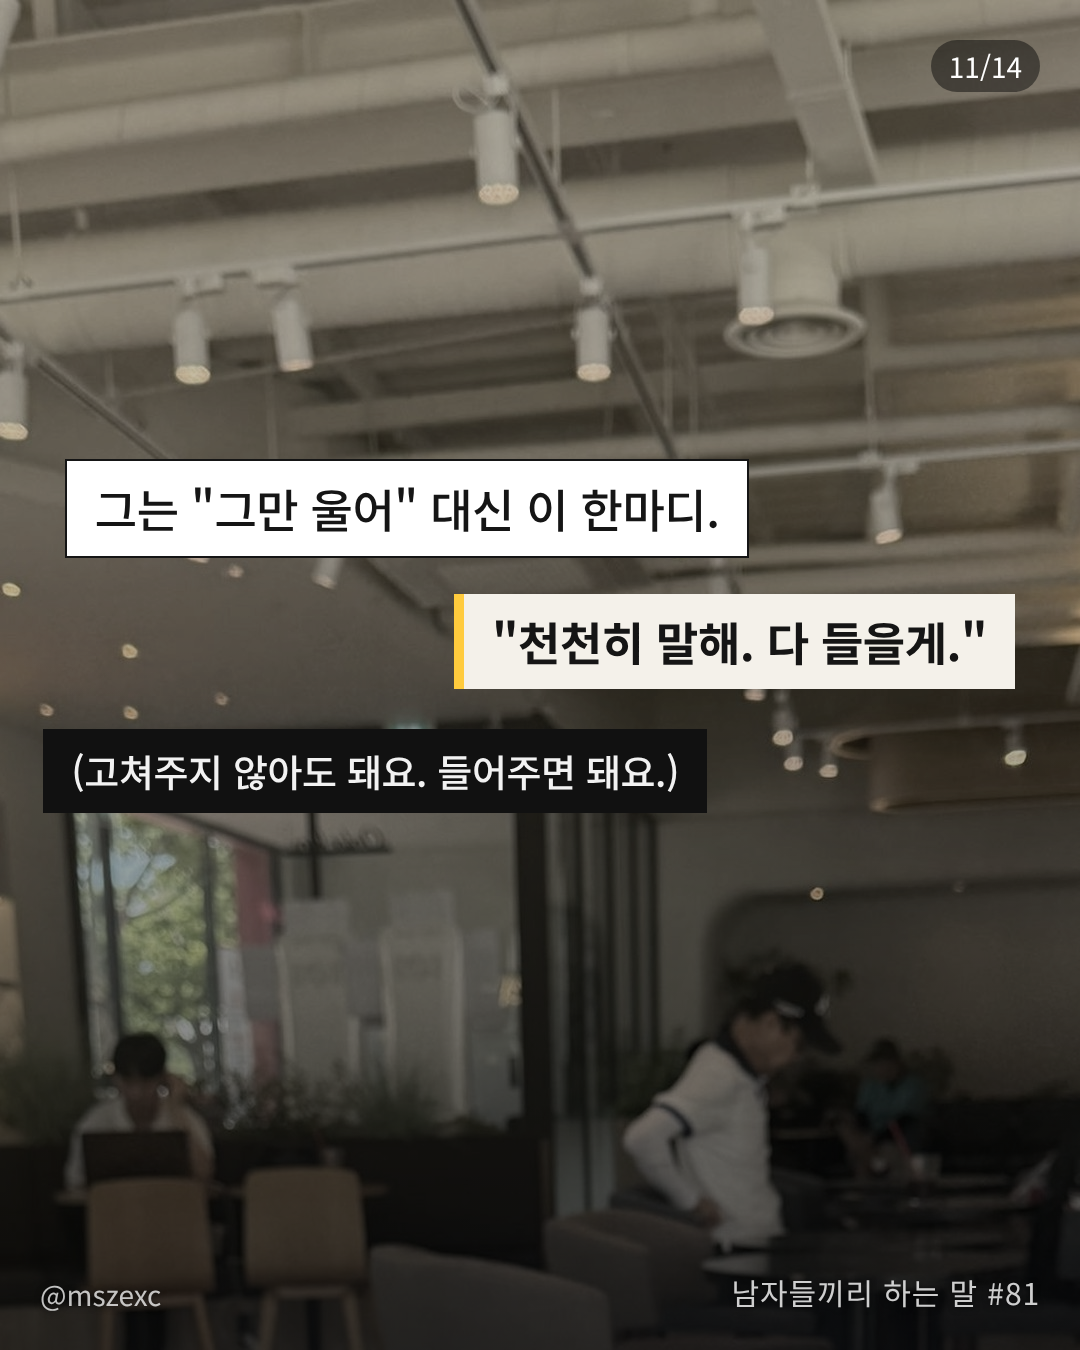 11/14
그는 "그만 울어" 대신 이 한마디.
"천천히 말해. 다 들을게."
(고쳐주지 않아도 돼요. 들어주면 돼요.)
@mszexc
남자들끼리 하는 말 #81